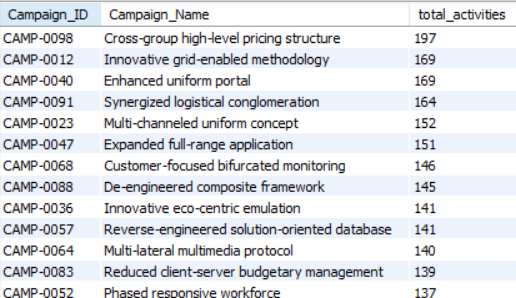 Campaign_ID Campaign_Name total_activities
CAMP-0098 Cross-group high-level pricing structure 197
CAMP-0012 Innovative grid-enabled methodology 169
CAMP-0040 Enhanced uniform portal 169
CAMP-0091 Synergized logistical conglomeration 164
CAMP-0023 Multi-channeled uniform concept 152
CAMP-0047 Expanded full-range application 151
CAMP-0068 Customer-focused bifurcated monitoring 146
CAMP-0088 De-engineered composite framework 145
CAMP-0036 Innovative eco-centric emulation 141
CAMP-0057 Reverse-engineered solution-oriented database 141
CAMP-0064 Multi-lateral multimedia protocol 140
CAMP-0083 Reduced client-server budgetary management 139
CAMP-0052 Phased responsive workforce 137